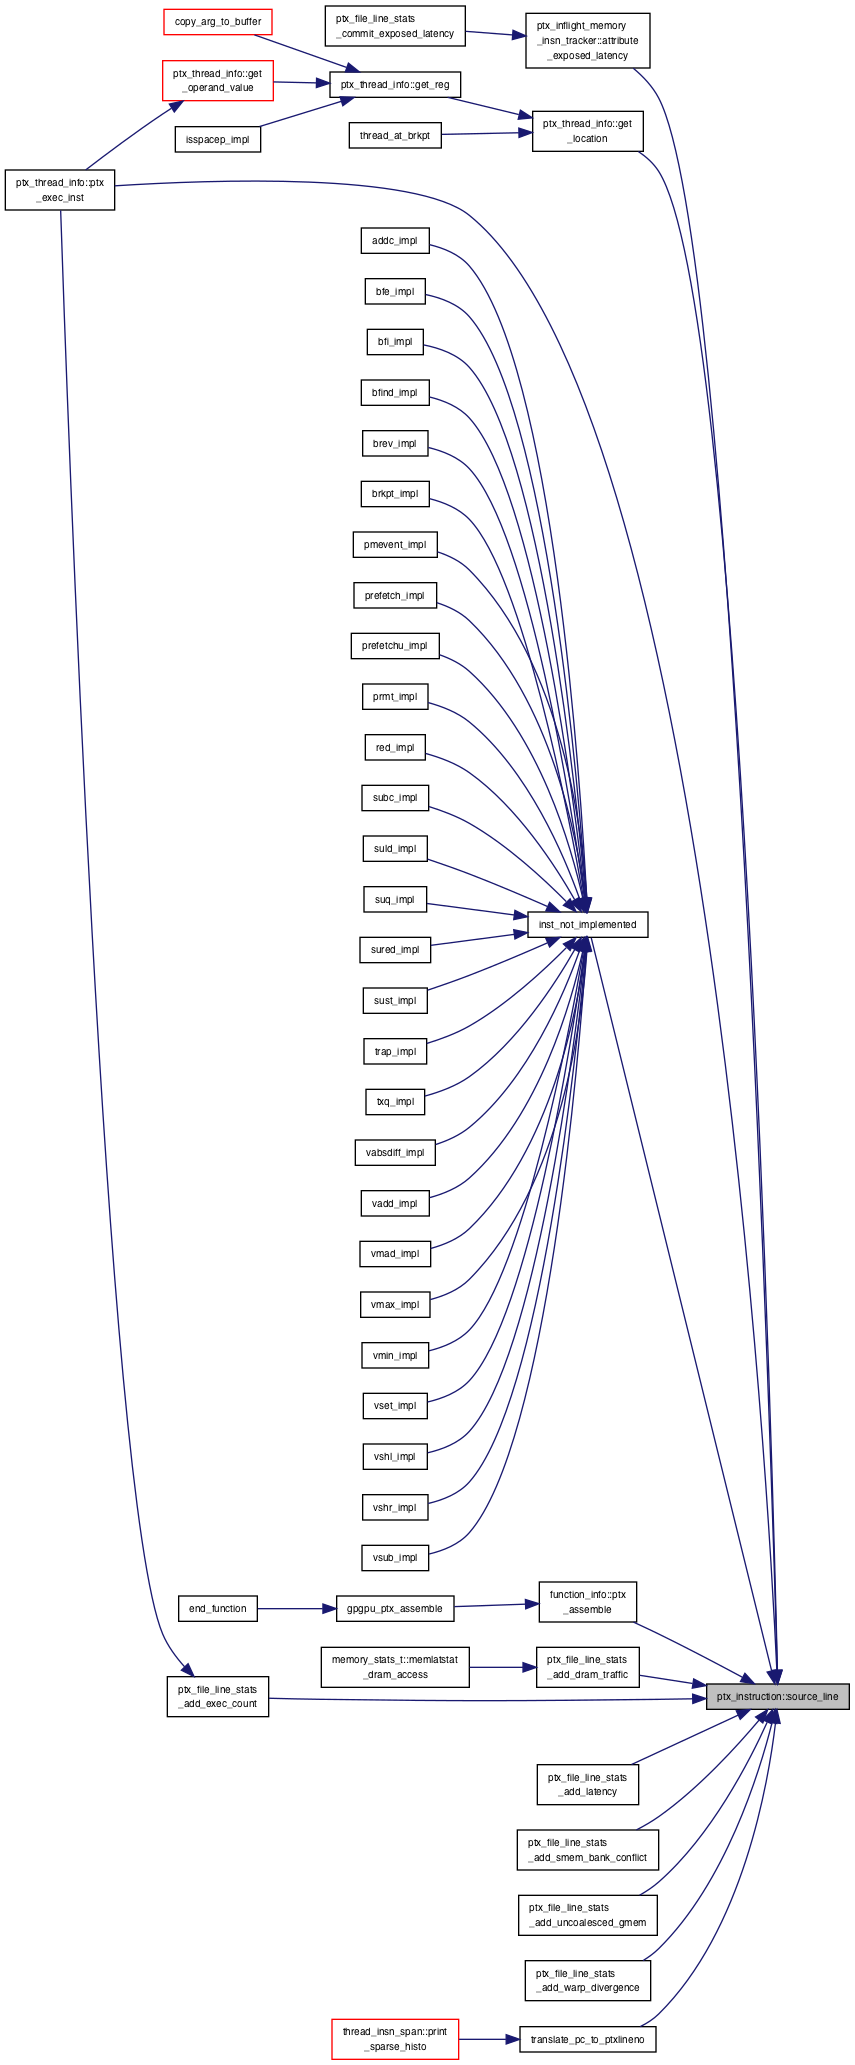 copy_arg_to_buffer
ptx_file_line_stats
_commit_exposed_latency
ptx_inflight_memory
_insn_tracker::attribute
_exposed_latency
ptx_thread_info::get
_operand_value
ptx_thread_info::get_reg
isspacep_impl
thread_at_brkpt
ptx_thread_info::get
_location
ptx_thread_info::ptx
_exec_inst
addc_impl
bfe_impl
bfi_impl
bfind_impl
brev_impl
brkpt_impl
pmevent_impl
prefetch_impl
prefetchu_impl
prmt_impl
red_impl
subc_impl
suld_impl
suq_impl
inst_not_implemented
sured_impl
sust_impl
trap_impl
txq_impl
vabsdiff_impl
vadd_impl
vmad_impl
vmax_impl
vmin_impl
vset_impl
vshl_impl
vshr_impl
vsub_impl
end_function
gpgpu_ptx_assemble
function_info::ptx
_assemble
memory_stats_t::memlatstat
_dram_access
ptx_file_line_stats
_add_dram_traffic
ptx_file_line_stats
_add_exec_count
ptx_instruction::source_line
ptx_file_line_stats
_add_latency
ptx_file_line_stats
_add_smem_bank_conflict
ptx_file_line_stats
_add_uncoalesced_gmem
ptx_file_line_stats
_add_warp_divergence
thread_insn_span::print
_sparse_histo
translate_pc_to_ptxlineno